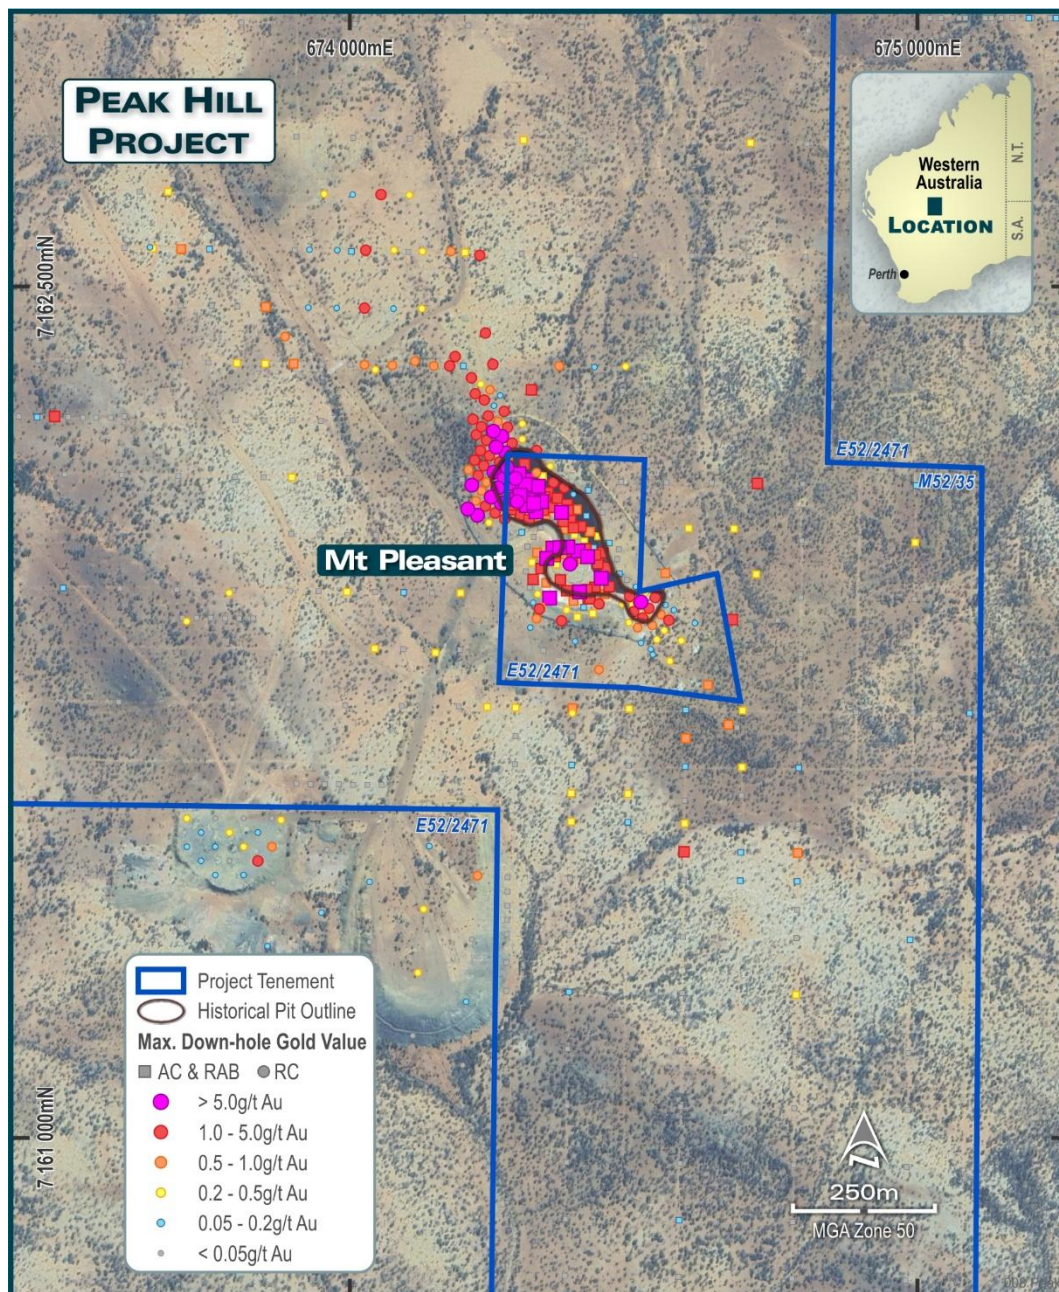 674 000mE
675 000mE
PEAK HILL
PROJECT
Western
Australia
LOCATION
N.T.
S.A.
Perth
7 162 500mN
E52/2471
M52/35
Mt Pleasant
E52/2471
E52/2471
Project Tenement
Historical Pit Outline
Max. Down-hole Gold Value
AC & RAB RC
> 5.0g/t Au
1.0 - 5.0g/t Au
0.5 - 1.0g/t Au
0.2 - 0.5g/t Au
0.05 - 0.2g/t Au
< 0.05g/t Au
7 161 000mN
N
250m
MGA Zone 50